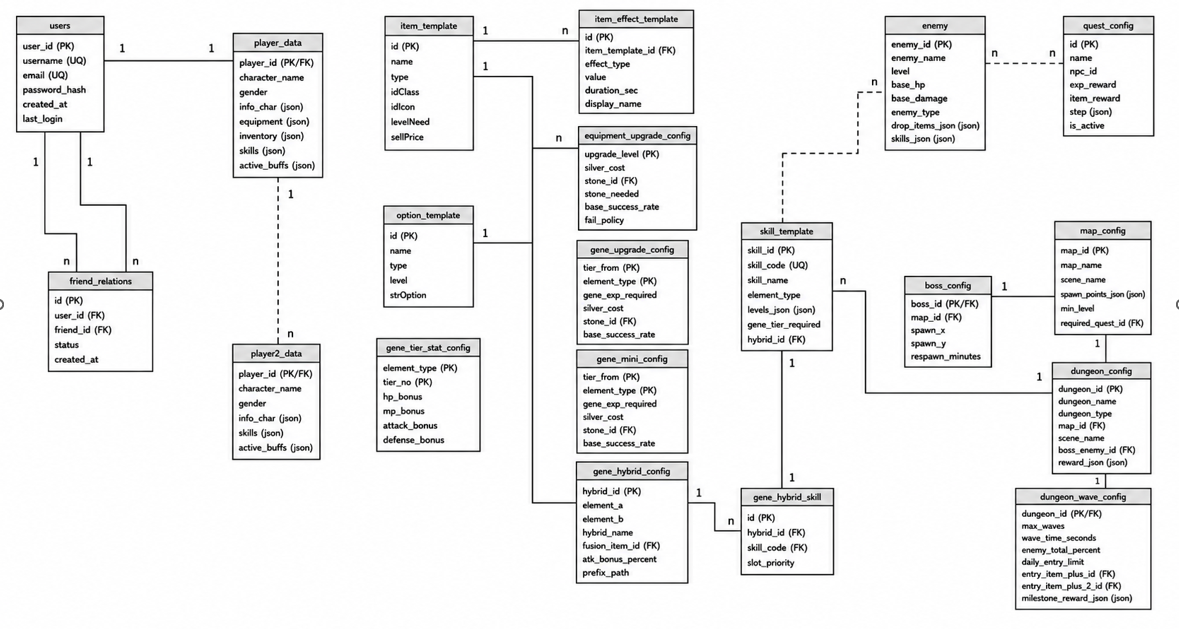 users
user_id (PK)
username (UQ)
email (UQ)
password_hash
created_at
last_login
1
1
1
1
n
n
player_data
player_id (PK/FK)
character_name
gender
info_char (json)
equipment (json)
inventory (json)
skills (json)
active_buffs (json)
1
n
friend_relations
id (PK)
user_id (FK)
friend_id (FK)
status
created_at
player2_data
player_id (PK/FK)
character_name
gender
info_char (json)
skills (json)
active_buffs (json)
item_template
id (PK)
name
type
idClass
idIcon
levelNeed
sellPrice
1
n
1
n
item_effect_template
id (PK)
item_template_id (FK)
effect_type
value
duration_sec
display_name
equipment_upgrade_config
upgrade_level (PK)
silver_cost
stone_id (FK)
stone_needed
base_success_rate
fail_policy
option_template
id (PK)
name
type
level
strOption
1
gene_upgrade_config
tier_from (PK)
element_type (PK)
gene_exp_required
silver_cost
stone_id (FK)
base_success_rate
gene_tier_stat_config
element_type (PK)
tier_no (PK)
hp_bonus
mp_bonus
attack_bonus
defense_bonus
gene_mini_config
tier_from (PK)
element_type (PK)
gene_exp_required
silver_cost
stone_id (FK)
base_success_rate
gene_hybrid_config
hybrid_id (PK)
element_a
element_b
hybrid_name
fusion_item_id (FK)
atk_bonus_percent
prefix_path
1
n
enemy
enemy_id (PK)
enemy_name
level
base_hp
base_damage
enemy_type
drop_items_json (json)
skills_json (json)
n
n
n
quest_config
id (PK)
name
npc_id
exp_reward
item_reward
step (json)
is_active
skill_template
skill_id (PK)
skill_code (UQ)
skill_name
element_type
levels_json (json)
gene_tier_required
hybrid_id (FK)
n
1
1
1
gene_hybrid_skill
id (PK)
hybrid_id (FK)
skill_code (FK)
slot_priority
boss_config
boss_id (PK/FK)
map_id (FK)
spawn_x
spawn_y
respawn_minutes
1
map_config
map_id (PK)
map_name
scene_name
spawn_points_json (json)
min_level
required_quest_id (FK)
1
dungeon_config
dungeon_id (PK)
dungeon_name
dungeon_type
map_id (FK)
scene_name
boss_enemy_id (FK)
reward_json (json)
1
dungeon_wave_config
dungeon_id (PK/FK)
max_waves
wave_time_seconds
enemy_total_percent
daily_entry_limit
entry_item_plus_id (FK)
entry_item_plus_2_id (FK)
milestone_reward_json (json)